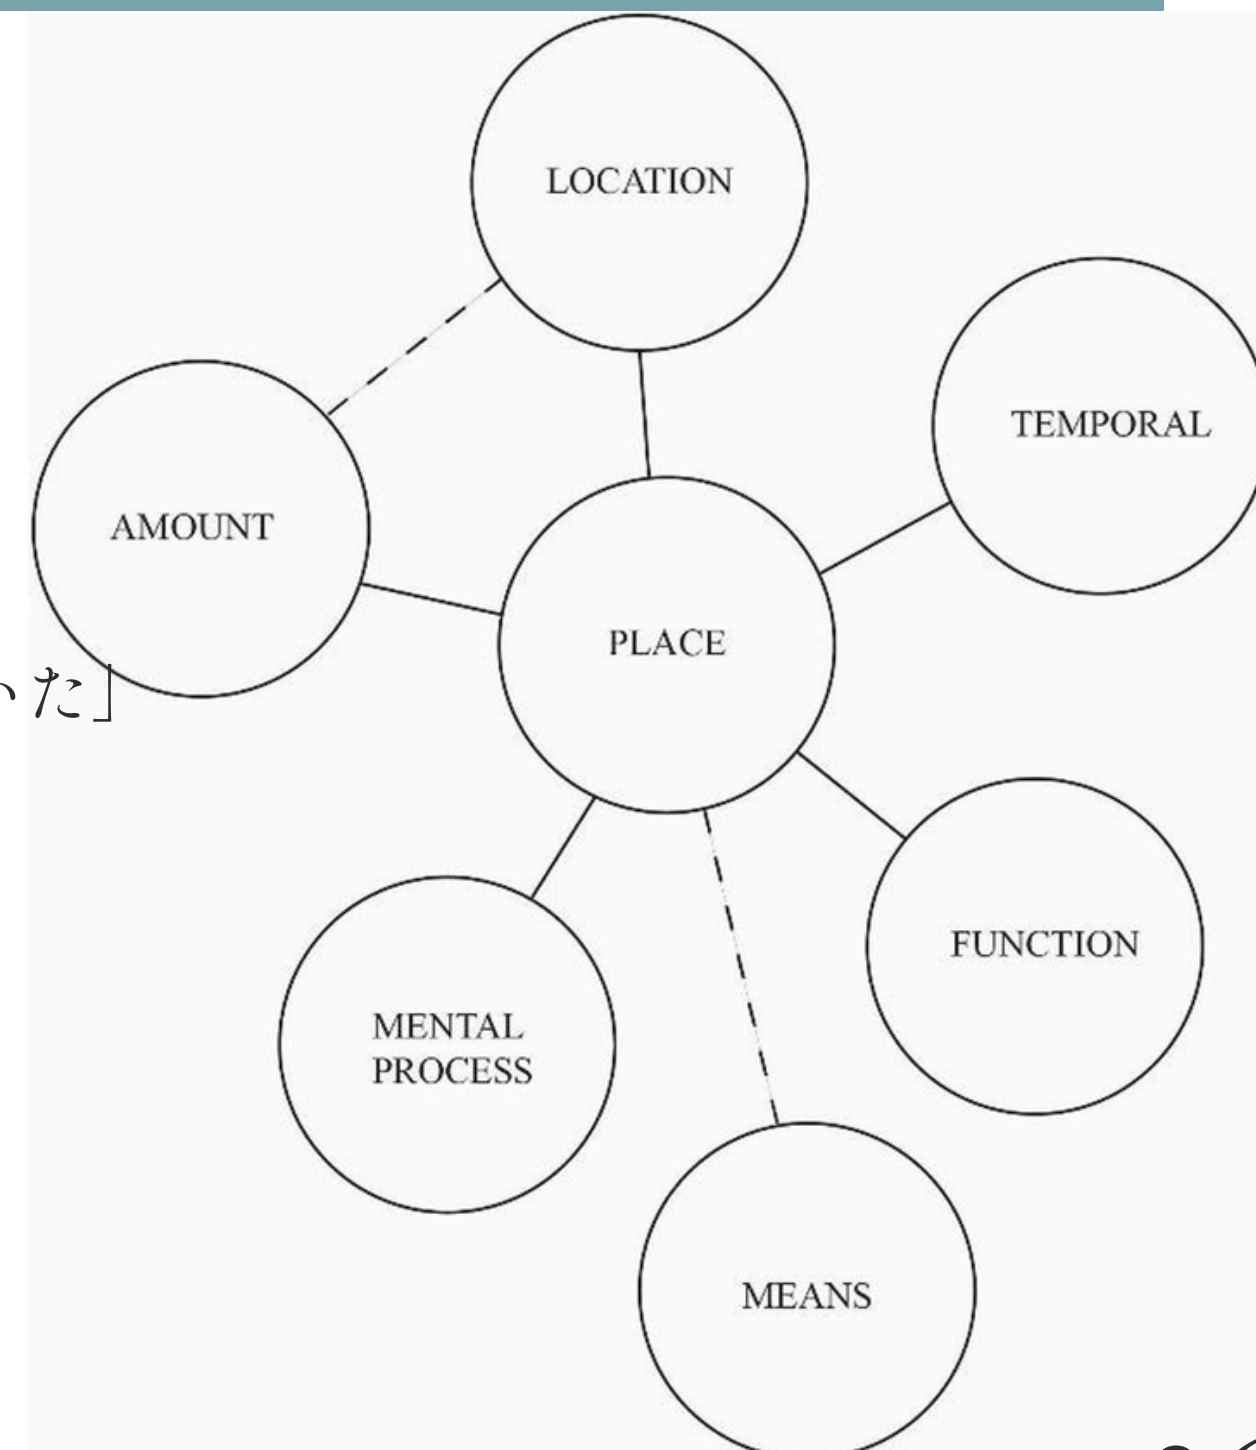 LOCATION
TEMPORAL
AMOUNT
PLACE
いた」
FUNCTION
MENTAL
PROCESS
MEANS